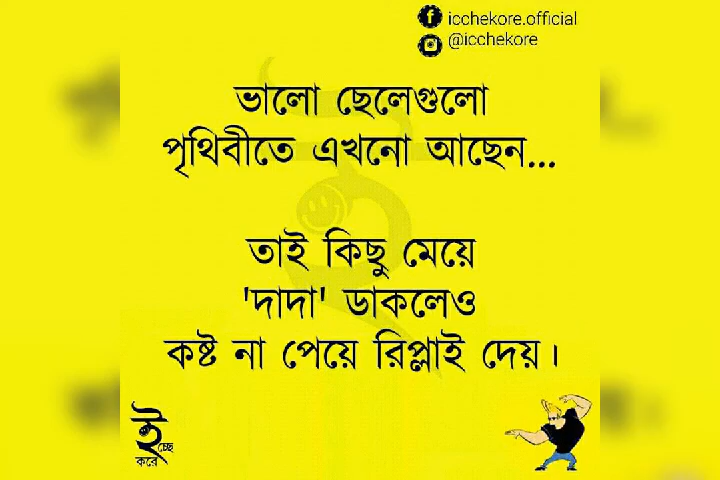 icchekore.official
@icchekore
ভালো ছেলেগুলো
পৃথিবীতে এখনো আছেন...
তাই কিছু মেয়ে
'দাদা' ডাকলেও
কষ্ট না পেয়ে রিপ্লাই দেয়।
ইচ্ছে
করে